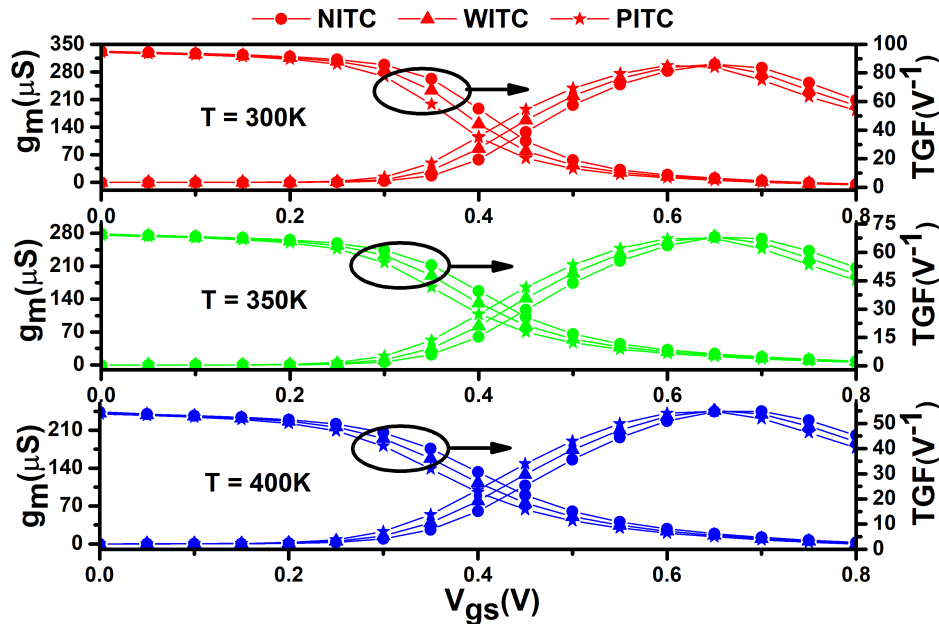 NITC WITC PITC
gm(μS)
350
280
210
140
70
0
T = 300K
100
80
60
40
20
0
TGF(V-1)
0.0 0.2 0.4 0.6 0.8
gm(μS)
280
210
140
70
0
T = 350K
75
60
45
30
15
0
TGF(V-1)
0.0 0.2 0.4 0.6 0.8
gm(μS)
210
140
70
0
T = 400K
50
40
30
20
10
0
TGF(V-1)
0.0 0.2 0.4 0.6 0.8
Vgs(V)